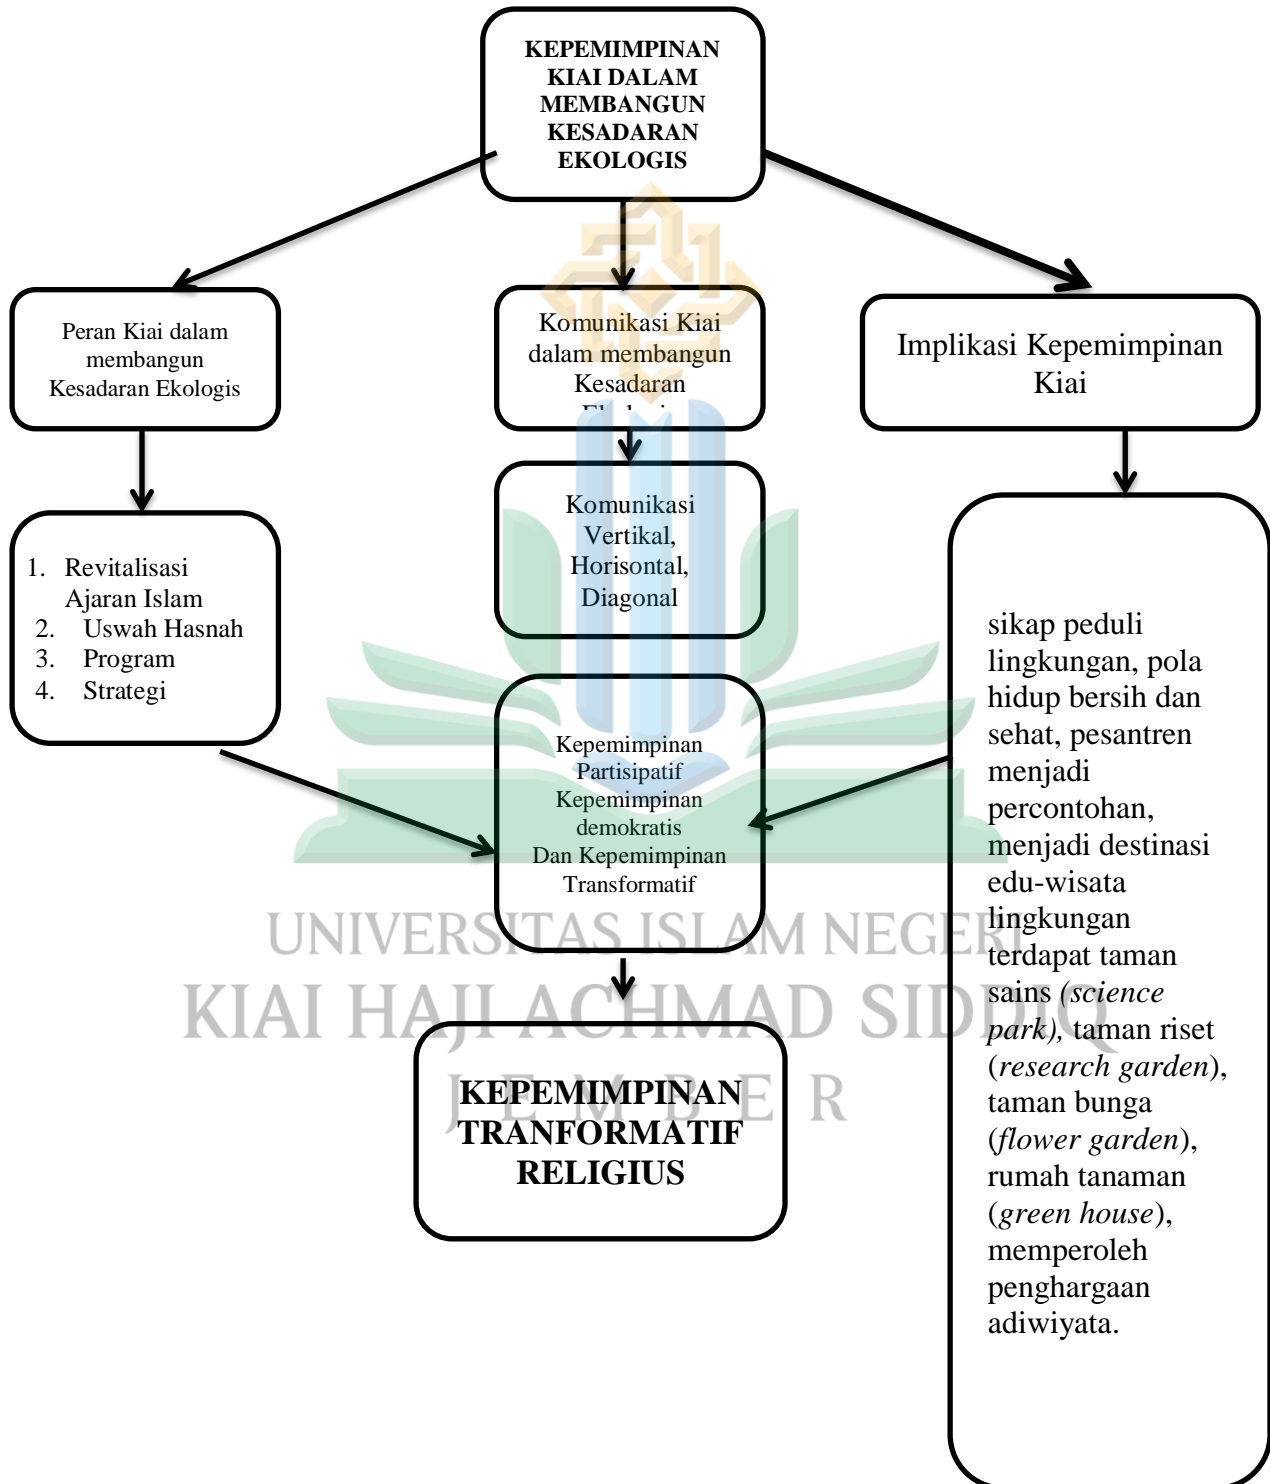 KEPEMIMPINAN
KIAI DALAM
MEMBANGUN
KESADARAN
EKOLOGIS
Peran Kiai dalam
membangun
Kesadaran Ekologis
Komunikasi Kiai
dalam membangun
Kesadaran
Implikasi Kepemimpinan
Kiai
1. Revitalisasi
Ajaran Islam
2. Uswah Hasnah
3. Program
4. Strategi
Komunikasi
Vertikal,
Horisontal,
Diagonal
sikap peduli
lingkungan, pola
hidup bersih dan
sehat, pesantren
menjadi
percontohan,
menjadi destinasi
edu-wisata
lingkungan
terdapat taman
sains (science
park), taman riset
(research garden),
taman bunga
(flower garden),
rumah tanaman
(green house),
memperoleh
penghargaan
adiwiyata.
Kepemimpinan
Partisipatif
Kepemimpinan
demokratis
Dan Kepemimpinan
Transformatif
KEPEMIMPINAN
TRANFORMATIF
RELIGIUS
UNIVERSITAS ISLAM NEGERI
KIAI HAJI ACHMAD SIDDIQ
JEMBER